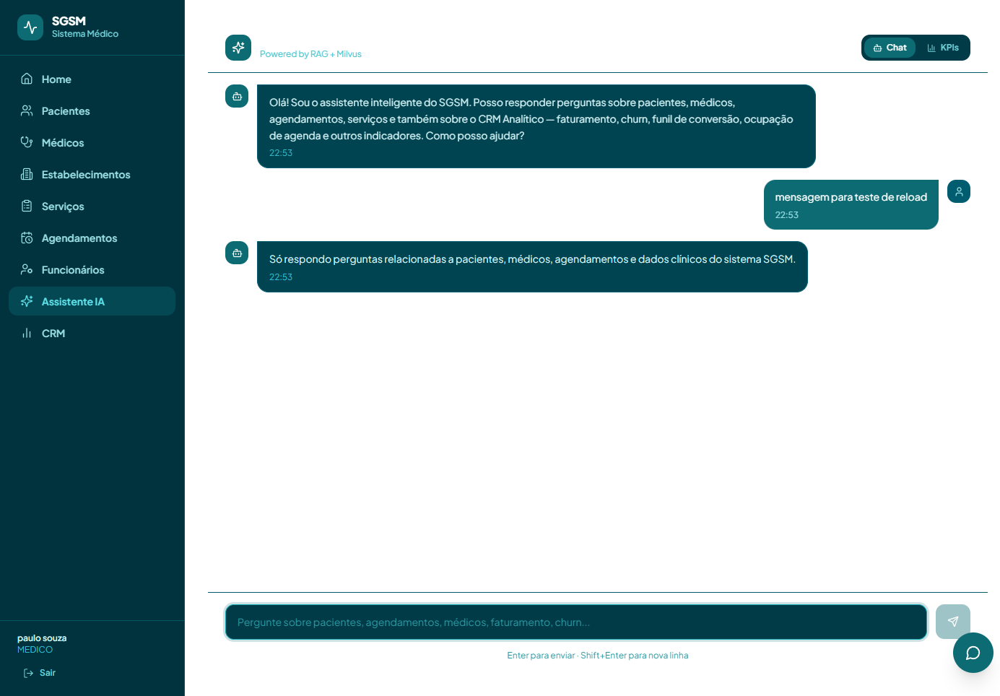 SGSM
Sistema Médico
Home
Pacientes
Médicos
Estabelecimentos
Serviços
Agendamentos
Funcionários
Assistente IA
CRM
paulo souza
MEDICO
Sair
Powered by RAG + Milvus
Chat
KPIs
Olá! Sou o assistente inteligente do SGSM. Posso responder perguntas sobre pacientes, médicos,
agendamentos, serviços e também sobre o CRM Analítico — faturamento, churn, funil de conversão, ocupação
de agenda e outros indicadores. Como posso ajudar?
22:53
mensagem para teste de reload
22:53
Só respondo perguntas relacionadas a pacientes, médicos, agendamentos e dados clínicos do sistema SGSM.
22:53
Pergunte sobre pacientes, agendamentos, médicos, faturamento, churn...
Enter para enviar · Shift+Enter para nova linha